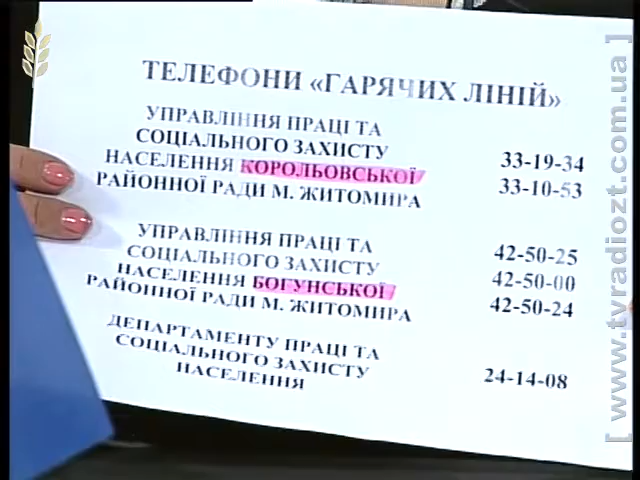 ТЕЛЕФОНИ «ГАРЯЧИХ ЛІНІЙ»
УПРАВЛІННЯ ПРАЦІ ТА
СОЦІАЛЬНОГО ЗАХИСТУ
НАСЕЛЕННЯ КОРОЛЬОВСЬКОЇ
РАЙОННОЇ РАДИ М. ЖИТОМИРА
33-19-34
33-10-53
УПРАВЛІННЯ ПРАЦІ ТА
СОЦІАЛЬНОГО ЗАХИСТУ
НАСЕЛЕННЯ БОГУНСЬКОЇ
РАЙОННОЇ РАДИ М. ЖИТОМИРА
42-50-25
42-50-00
42-50-24
ДЕПАРТАМЕНТУ ПРАЦІ ТА
СОЦІАЛЬНОГО ЗАХИСТУ
НАСЕЛЕННЯ
24-14-08
[ www.tvradiozt.com.ua ]